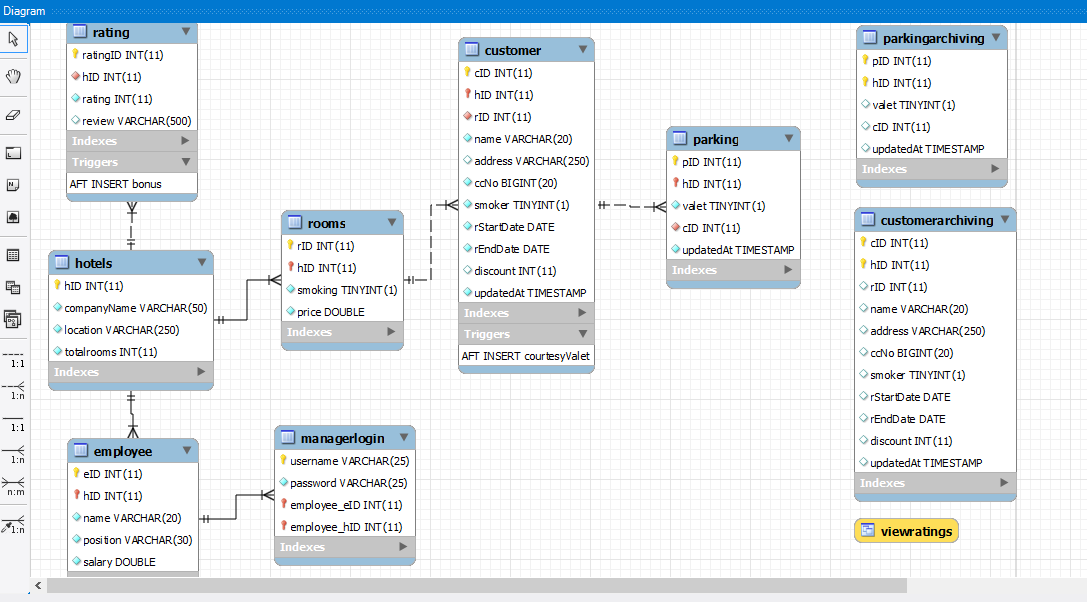 Diagram
rating
ratingID INT(11)
hID INT(11)
rating INT(11)
review VARCHAR(500)
Indexes
Triggers
AFT INSERT bonus
hotels
hID INT(11)
companyName VARCHAR(50)
location VARCHAR(250)
totalrooms INT(11)
Indexes
employee
eID INT(11)
hID INT(11)
name VARCHAR(20)
position VARCHAR(30)
salary DOUBLE
rooms
rID INT(11)
hID INT(11)
smoking TINYINT(1)
price DOUBLE
Indexes
managerlogin
username VARCHAR(25)
password VARCHAR(25)
employee_eID INT(11)
employee_hID INT(11)
Indexes
customer
cID INT(11)
hID INT(11)
rID INT(11)
name VARCHAR(20)
address VARCHAR(250)
ccNo BIGINT(20)
smoker TINYINT(1)
rStartDate DATE
rEndDate DATE
discount INT(11)
updatedAt TIMESTAMP
Indexes
Triggers
AFT INSERT courtesyValet
parking
pID INT(11)
hID INT(11)
valet TINYINT(1)
cID INT(11)
updatedAt TIMESTAMP
Indexes
parkingarchiving
pID INT(11)
hID INT(11)
valet TINYINT(1)
cID INT(11)
updatedAt TIMESTAMP
Indexes
customerarchiving
cID INT(11)
hID INT(11)
rID INT(11)
name VARCHAR(20)
address VARCHAR(250)
ccNo BIGINT(20)
smoker TINYINT(1)
rStartDate DATE
rEndDate DATE
discount INT(11)
updatedAt TIMESTAMP
Indexes
viewratings
1:1
1:n
1:1
1:n
n:m
1:n